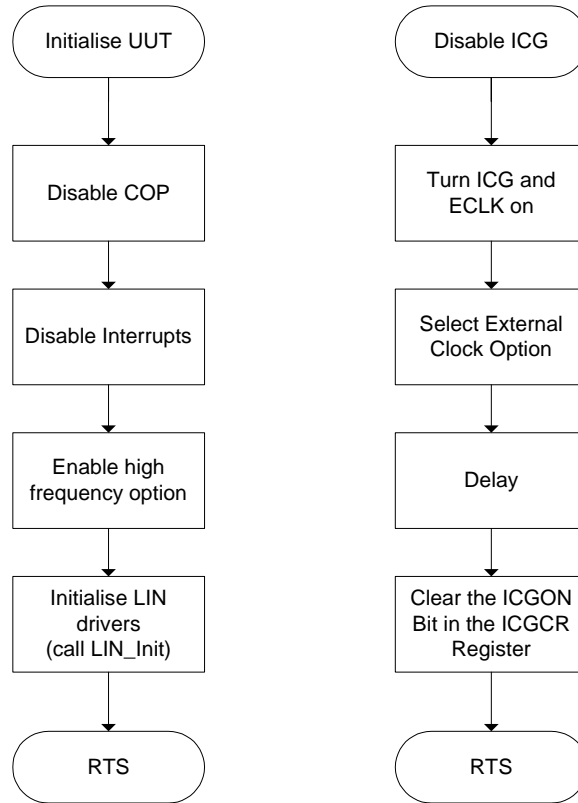 Initialise UUT
Disable COP
Disable Interrupts
Enable high
frequency option
Initialise LIN
drivers
(call LIN_Init)
RTS
Disable ICG
Turn ICG and
ECLK on
Select External
Clock Option
Delay
Clear the ICGON
Bit in the ICGCR
Register
RTS